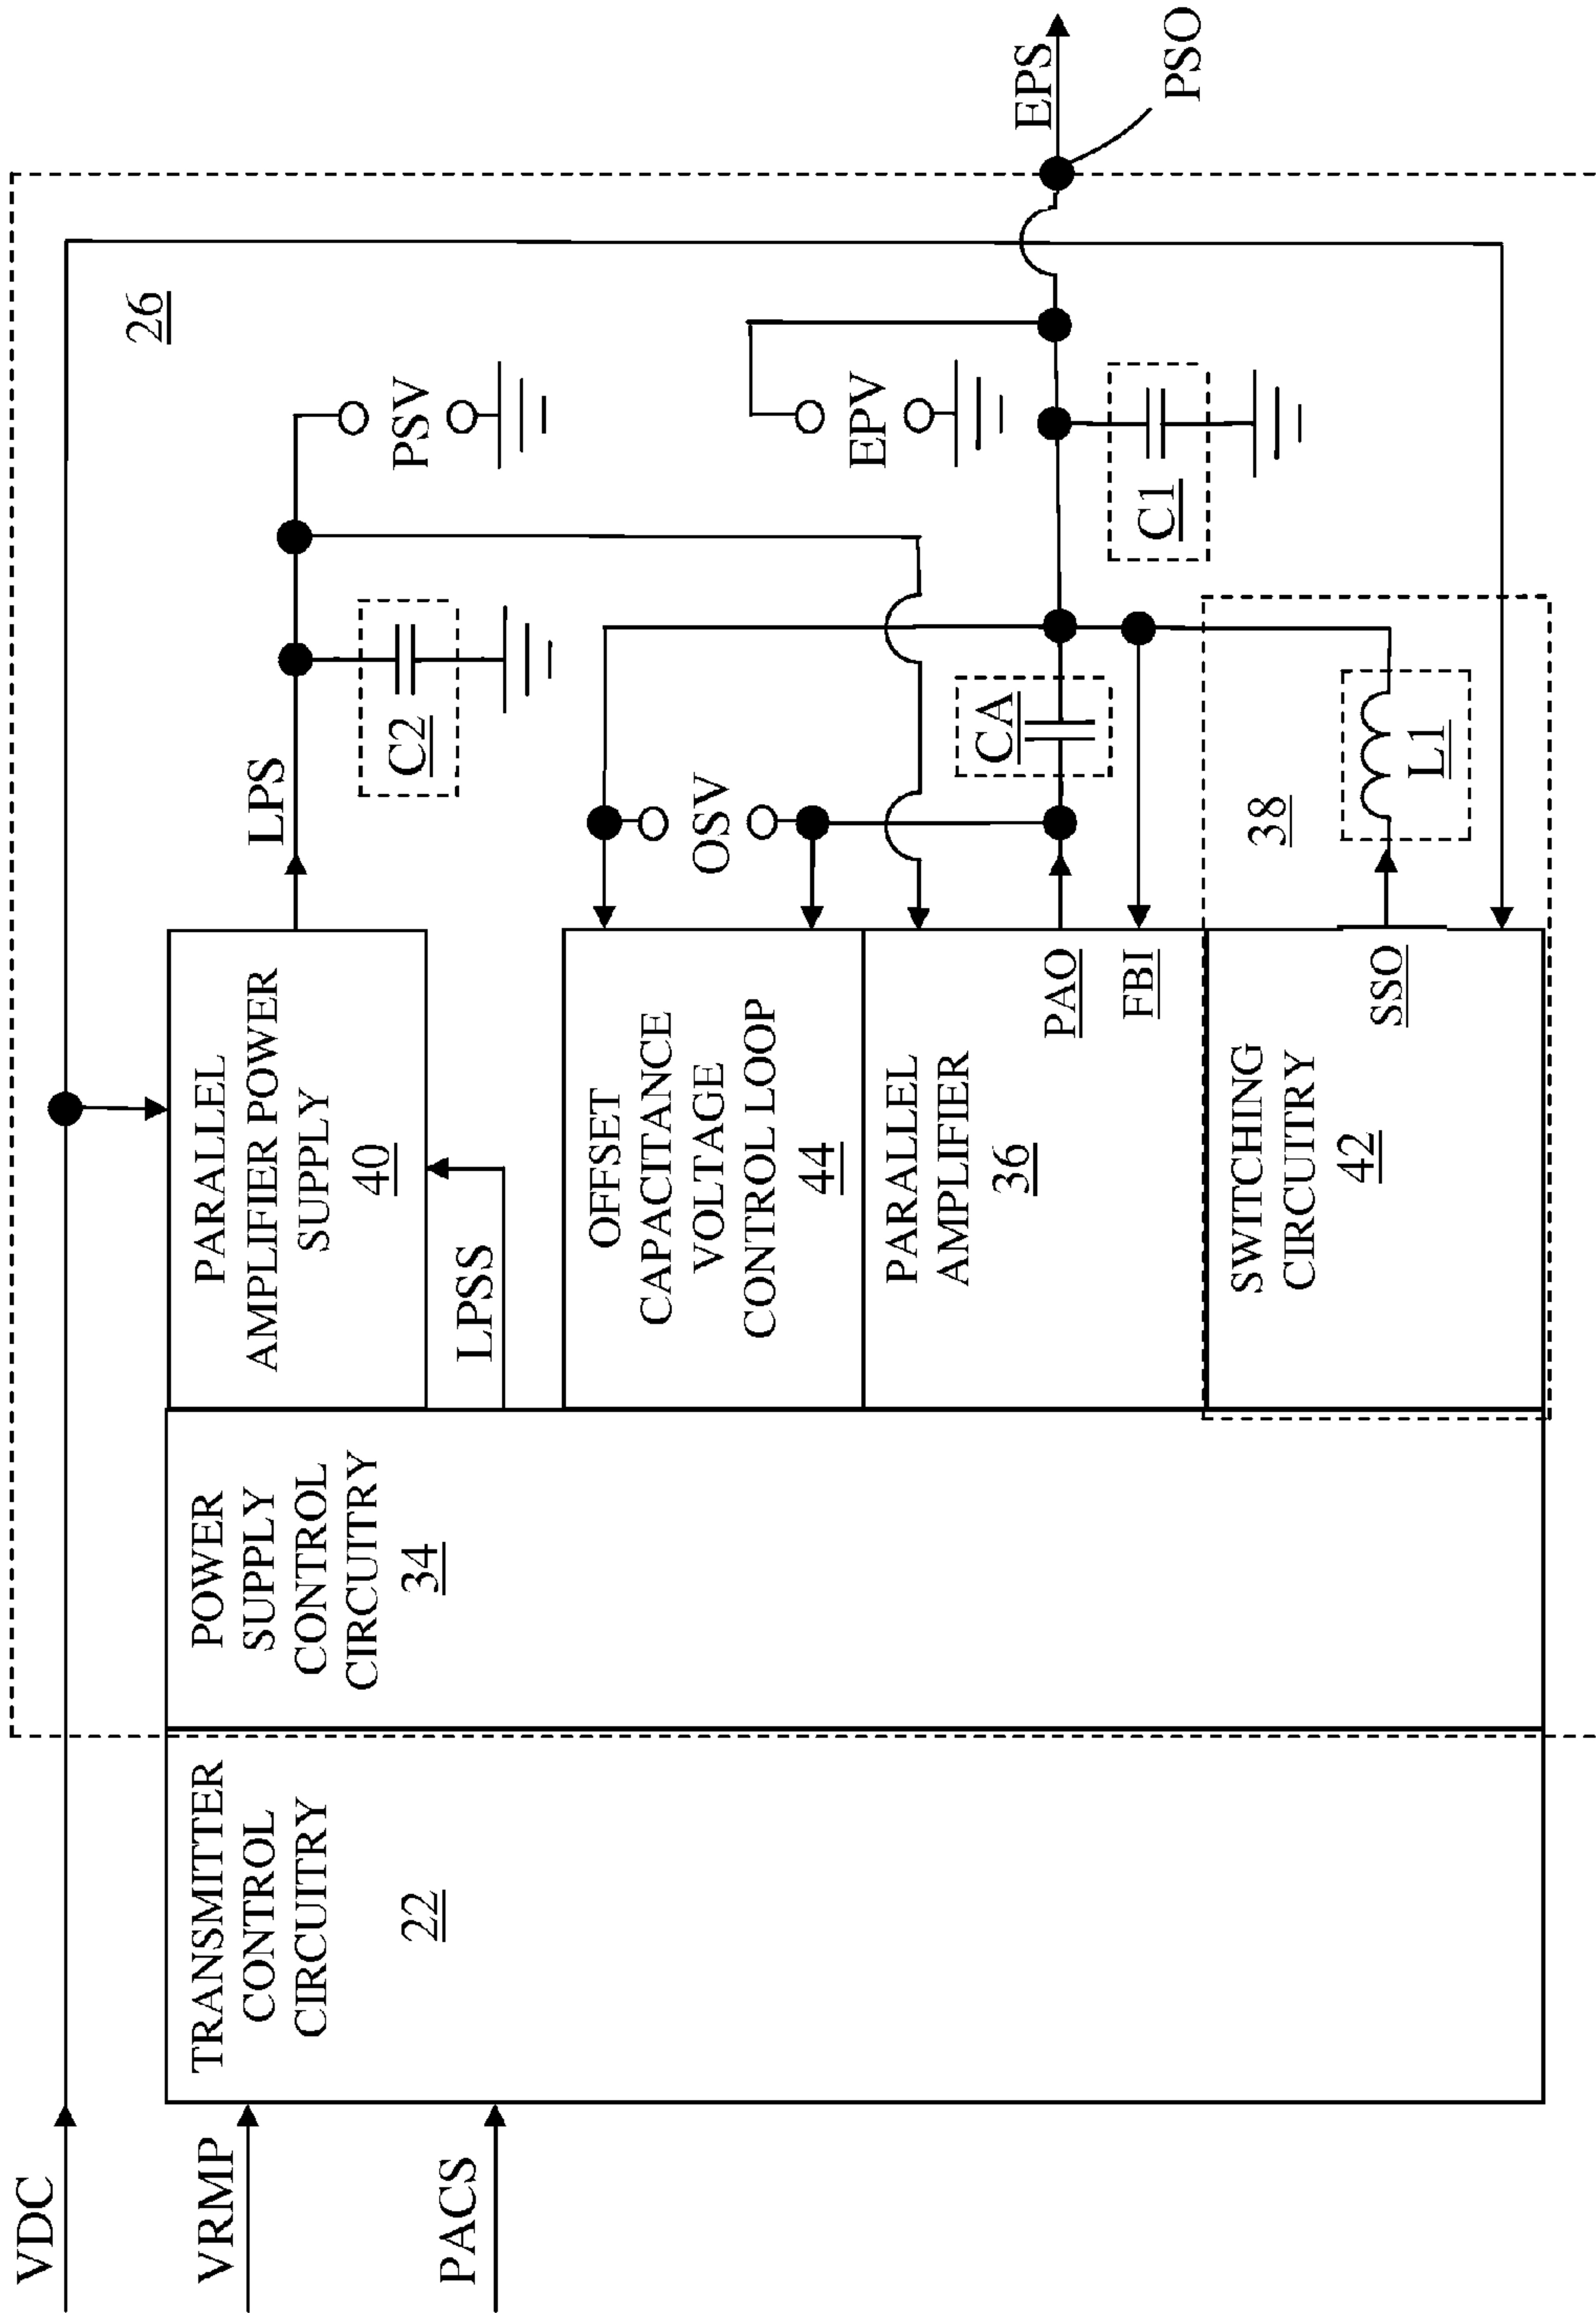 VDC
VRMP
PACS
TRANSMITTER
CONTROL
CIRCUITRY
22
POWER
SUPPLY
CONTROL
CIRCUITRY
34
PARALLEL
AMPLIFIER POWER
SUPPLY
40
LPSS
OFFSET
CAPACITANCE
VOLTAGE
CONTROL LOOP
44
PARALLEL
AMPLIFIER
36
PAO
FBI
SWITCHING
CIRCUITRY
42
SSO
LPS
C2
PSV
26
OSV
CA
EPV
C1
38
L1
EPS
PSO